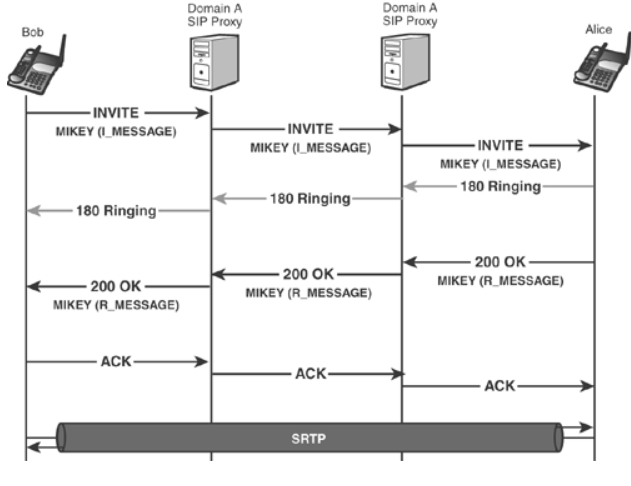 Domain A
SIP Proxy
Domain A
SIP Proxy
Bob
Alice
INVITE
MIKEY (I_MESSAGE)
INVITE
MIKEY (I_MESSAGE)
INVITE
MIKEY (I_MESSAGE)
180 Ringing
180 Ringing
180 Ringing
200 OK
MIKEY (R_MESSAGE)
200 OK
MIKEY (R_MESSAGE)
200 OK
MIKEY (R_MESSAGE)
ACK
ACK
ACK
SRTP